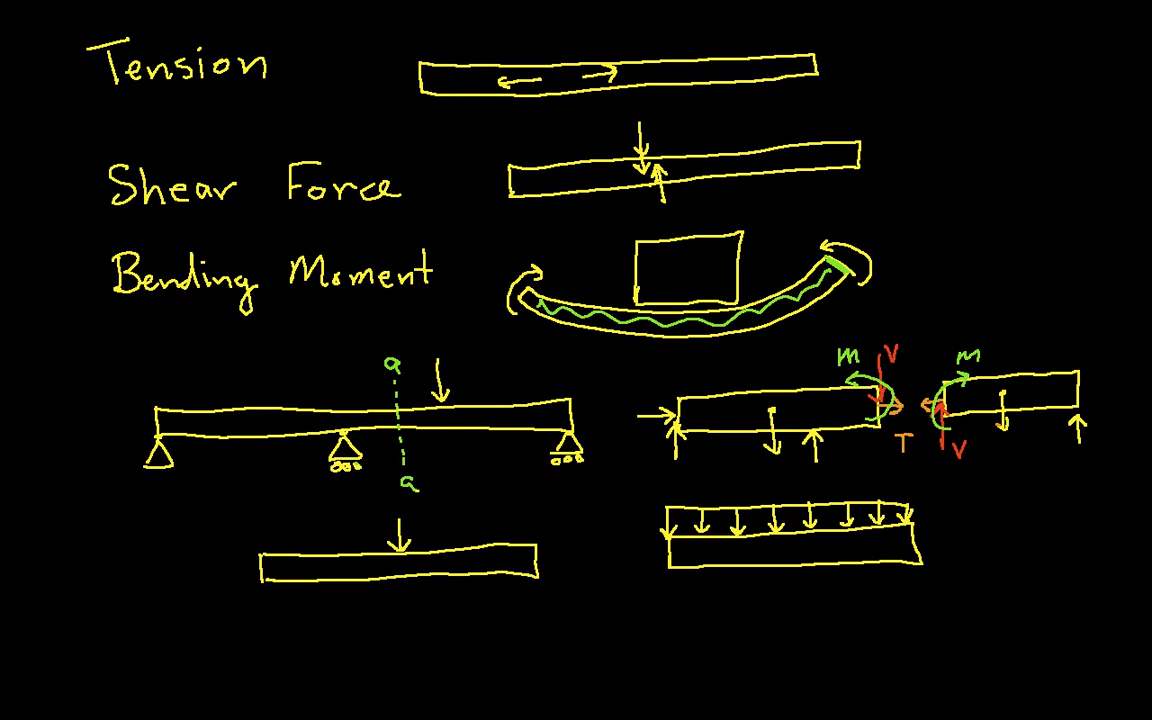 Tension
Shear Force
Bending Moment
a
m V m
T V
a